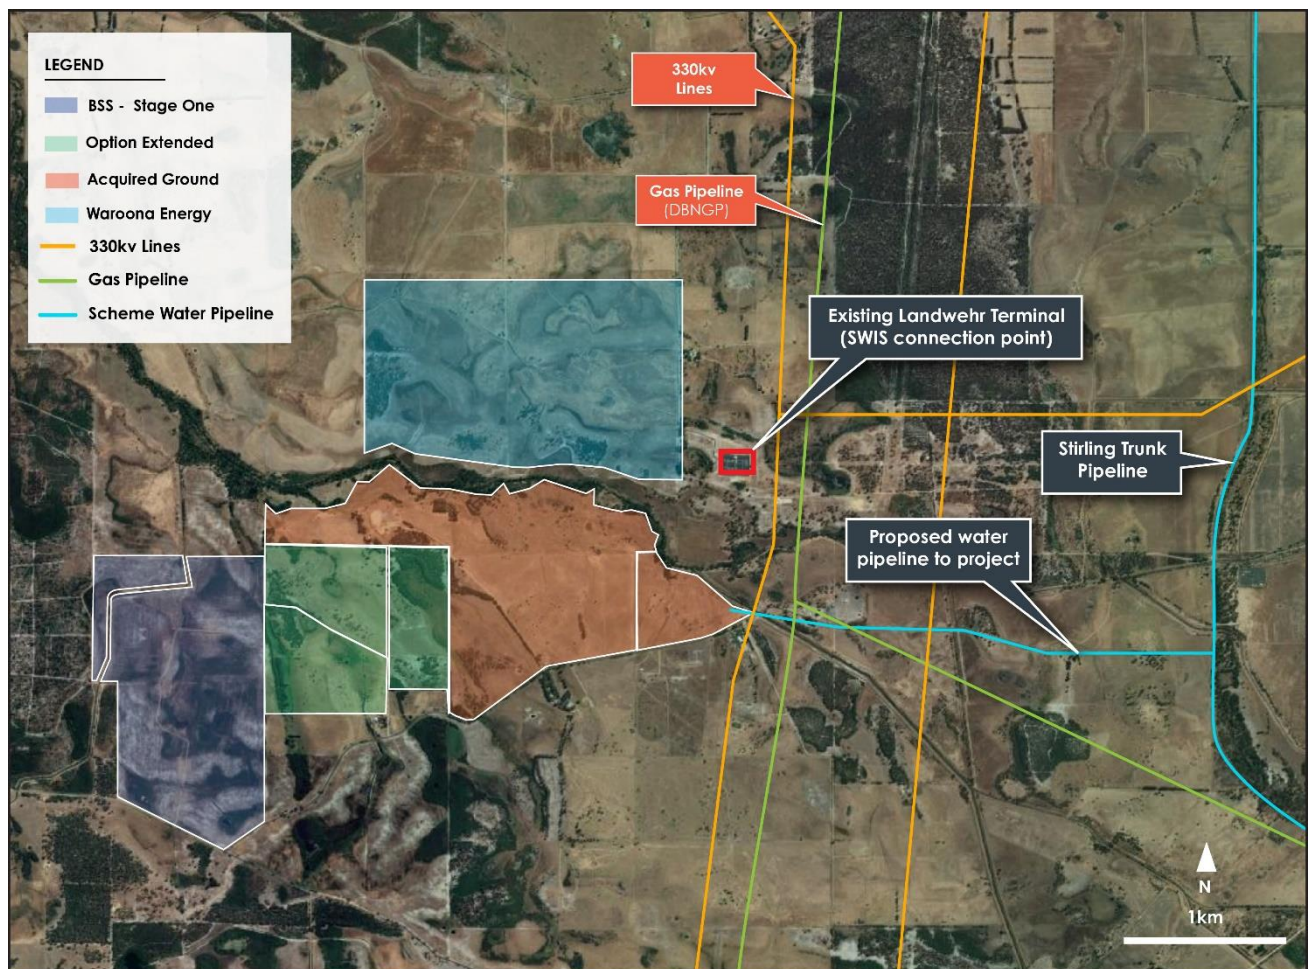 LEGEND
BSS - Stage One
Option Extended
Acquired Ground
Waroona Energy
330kv Lines
Gas Pipeline
Scheme Water Pipeline
330kv
Lines
Gas Pipeline
(DBNGP)
Existing Landwehr Terminal
(SWIS connection point)
Stirling Trunk
Pipeline
Proposed water
pipeline to project
N
1km